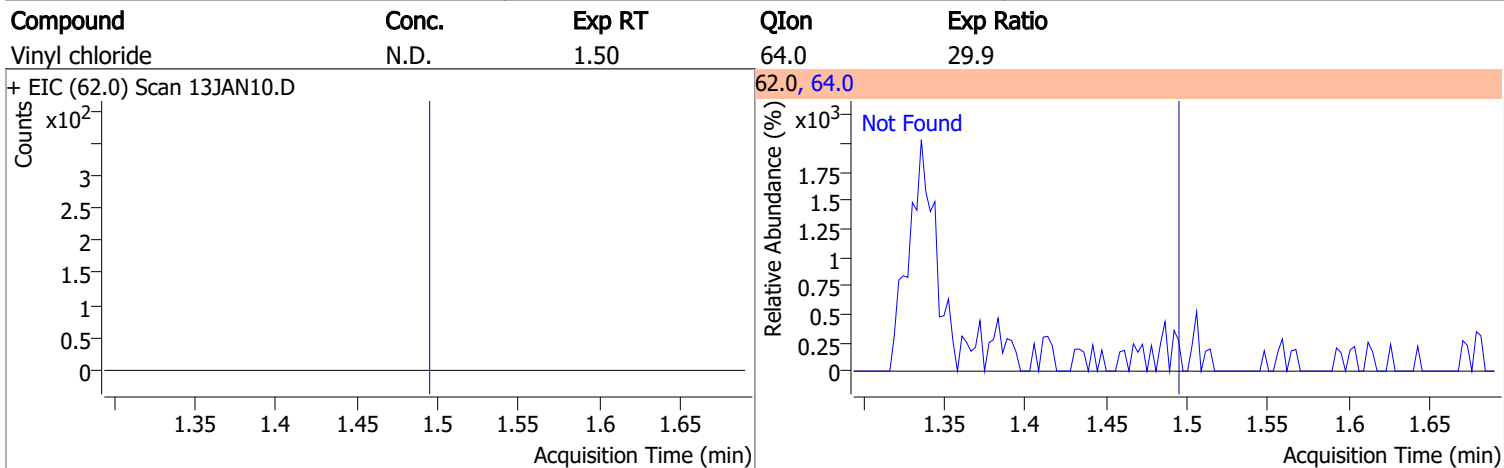 Compound Conc. Exp RT QIon Exp Ratio
Vinyl chloride N.D. 1.50 64.0 29.9
+ EIC (62.0) Scan 13JAN10.D
Counts
x10²
3
2.5
2
1.5
1
0.5
0
1.35 1.4 1.45 1.5 1.55 1.6 1.65
Acquisition Time (min)
62.0, 64.0
Relative Abundance (%)
x10³
Not Found
1.75
1.5
1.25
1
0.75
0.5
0.25
0
1.35 1.4 1.45 1.5 1.55 1.6 1.65
Acquisition Time (min)